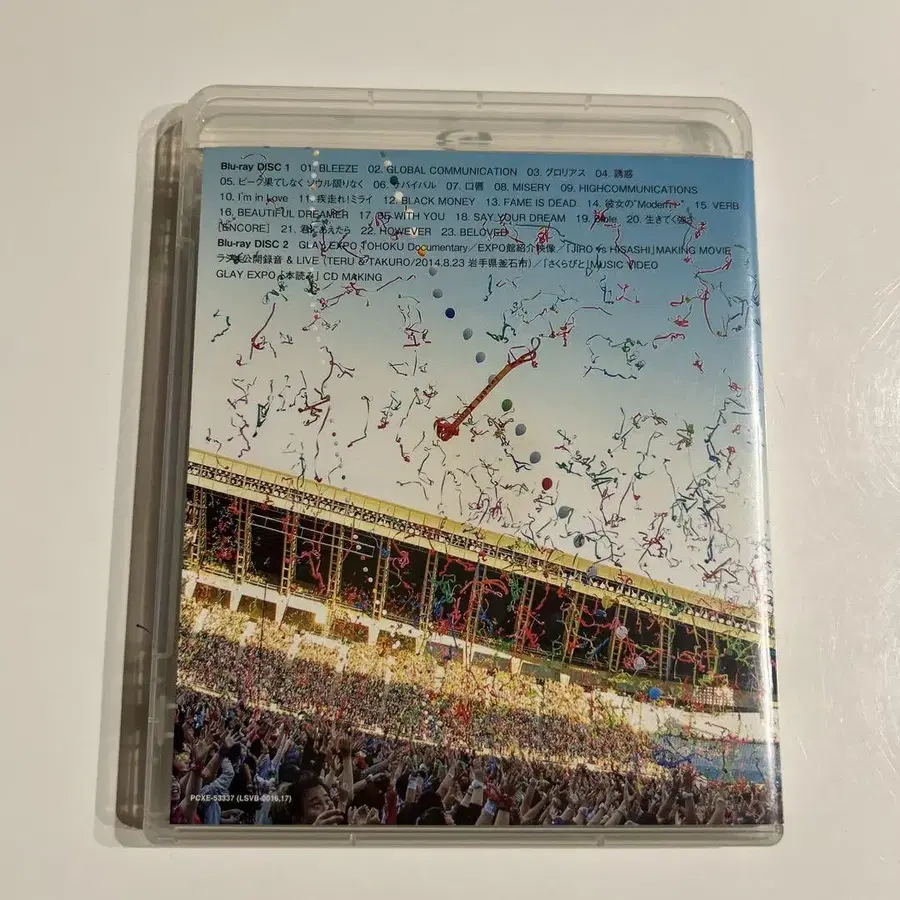 Blu-ray DISC 1 01. BLEEZE 02. GLOBAL COMMUNICATION 03. グロリアス 04. 誘惑
05. ピーク果てしなく ソウル限りなく 06. サバイバル 07. 口唇 08. MISERY 09. HIGHCOMMUNICATIONS
10. I'm in Love 11. 疾走れ!ミライ 12. BLACK MONEY 13. FAME IS DEAD 14. 彼女の"Modern…" 15. VERB
16. BEAUTIFUL DREAMER 17. BE WITH YOU 18. SAY YOUR DREAM 19. Bible 20. 生きてく強さ
[ENCORE] 21. 君にあえたら 22. HOWEVER 23. BELOVED
Blu-ray DISC 2 GLAY EXPO TOHOKU Documentary/EXPO館紹介映像/「JIRO vs HISASHI」MAKING MOVIE
ラジオ公開録音 & LIVE (TERU & TAKURO/2014.8.23 岩手県釜石市)/「さくらびと」MUSIC VIDEO
GLAY EXPO「本読み」CD MAKING
PCXE-53337 (LSVB-0016,17)